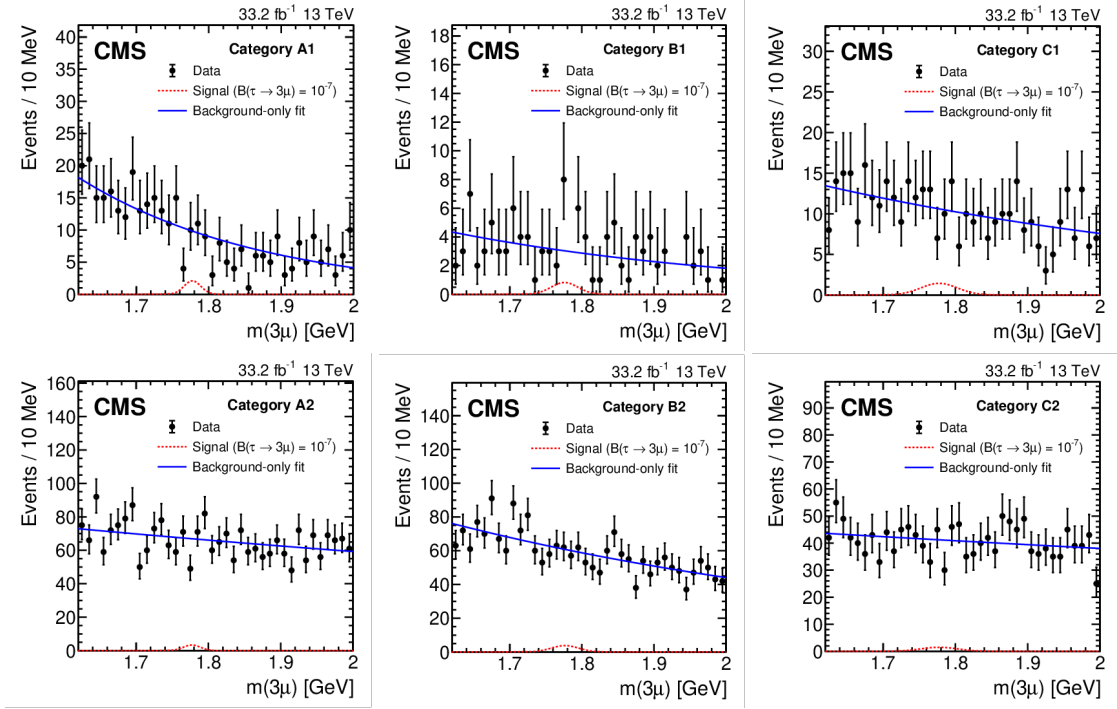 33.2 fb⁻¹ 13 TeV
CMS
Category A1
Data
Signal (B(τ → 3μ) = 10⁻⁷)
Background-only fit
Events / 10 MeV
40
35
30
25
20
15
10
5
0
1.7 1.8 1.9 2
m(3μ) [GeV]
33.2 fb⁻¹ 13 TeV
CMS
Category B1
Data
Signal (B(τ → 3μ) = 10⁻⁷)
Background-only fit
Events / 10 MeV
18
16
14
12
10
8
6
4
2
0
1.7 1.8 1.9 2
m(3μ) [GeV]
33.2 fb⁻¹ 13 TeV
CMS
Category C1
Data
Signal (B(τ → 3μ) = 10⁻⁷)
Background-only fit
Events / 10 MeV
30
25
20
15
10
5
0
1.7 1.8 1.9 2
m(3μ) [GeV]
33.2 fb⁻¹ 13 TeV
CMS
Category A2
Data
Signal (B(τ → 3μ) = 10⁻⁷)
Background-only fit
Events / 10 MeV
160
140
120
100
80
60
40
20
0
1.7 1.8 1.9 2
m(3μ) [GeV]
33.2 fb⁻¹ 13 TeV
CMS
Category B2
Data
Signal (B(τ → 3μ) = 10⁻⁷)
Background-only fit
Events / 10 MeV
140
120
100
80
60
40
20
0
1.7 1.8 1.9 2
m(3μ) [GeV]
33.2 fb⁻¹ 13 TeV
CMS
Category C2
Data
Signal (B(τ → 3μ) = 10⁻⁷)
Background-only fit
Events / 10 MeV
90
80
70
60
50
40
30
20
10
0
1.7 1.8 1.9 2
m(3μ) [GeV]